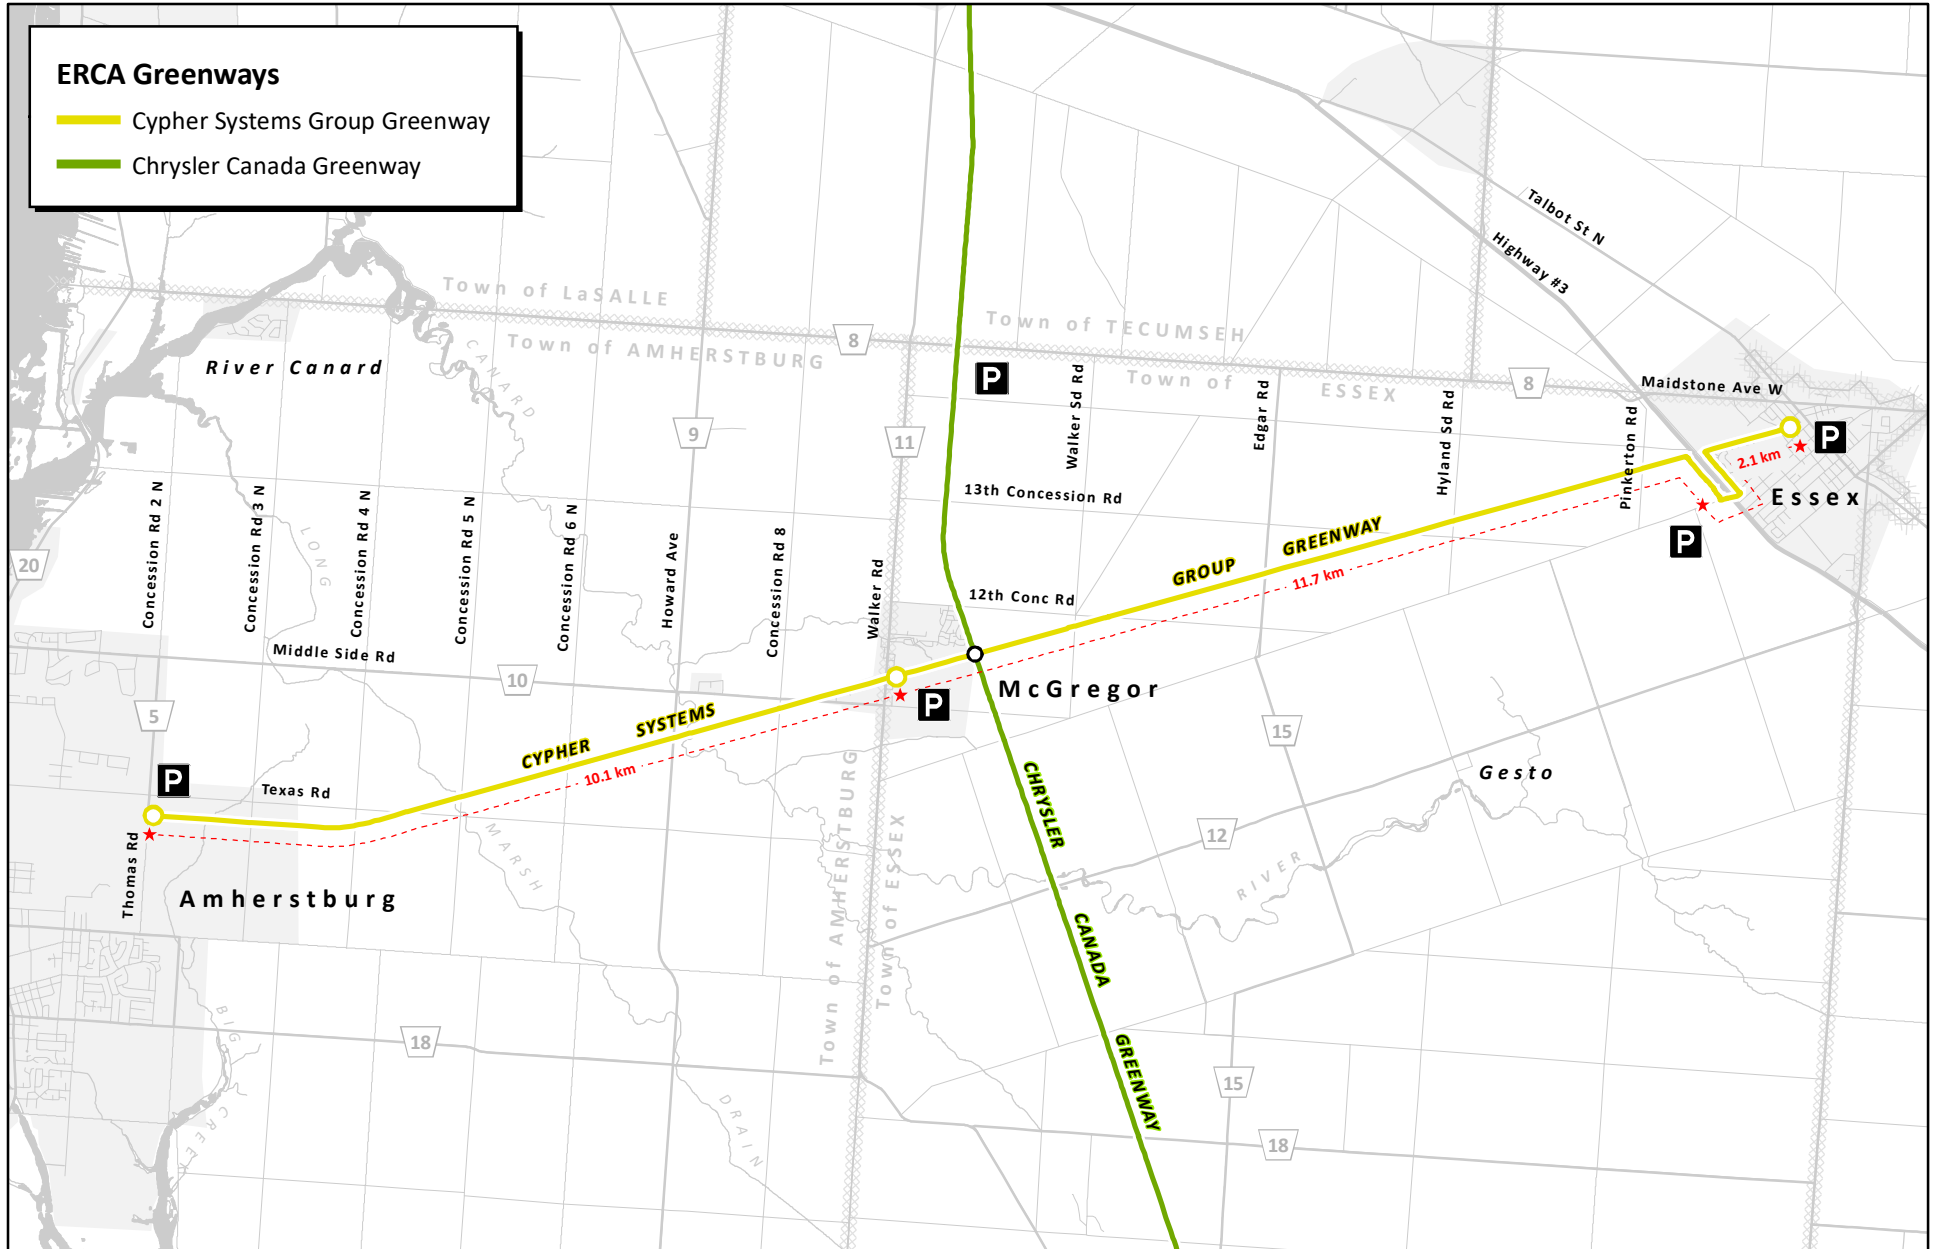 ERCA Greenways
Cypher Systems Group Greenway
Chrysler Canada Greenway
Talbot St N
Highway #3
Town of LaSALLE
Town of AMHERSTBURG
Town of TECUMSEH
Town of ESSEX
8
8
River Canard
CANARD
P
Maidstone Ave W
Walker Sd Rd
Edgar Rd
Hyland Sd Rd
Pinkerton Rd
9
11
P
2.1 km
Essex
P
13th Concession Rd
Concession Rd 2 N
Concession Rd 3 N
Concession Rd 4 N
Concession Rd 5 N
Concession Rd 6 N
Howard Ave
Concession Rd 8
Walker Rd
LONG
20
GROUP
GREENWAY
11.7 km
12th Conc Rd
Middle Side Rd
10
McGregor
P
5
SYSTEMS
CYPHER
10.1 km
15
P
Texas Rd
Gesto
CHRYSLER
MARSH
Thomas Rd
Amherstburg
12
RIVER
Town of AMHERSTBURG
Town of ESSEX
CANADA
BIG
CREEK
18
GREENWAY
15
DRAIN
18